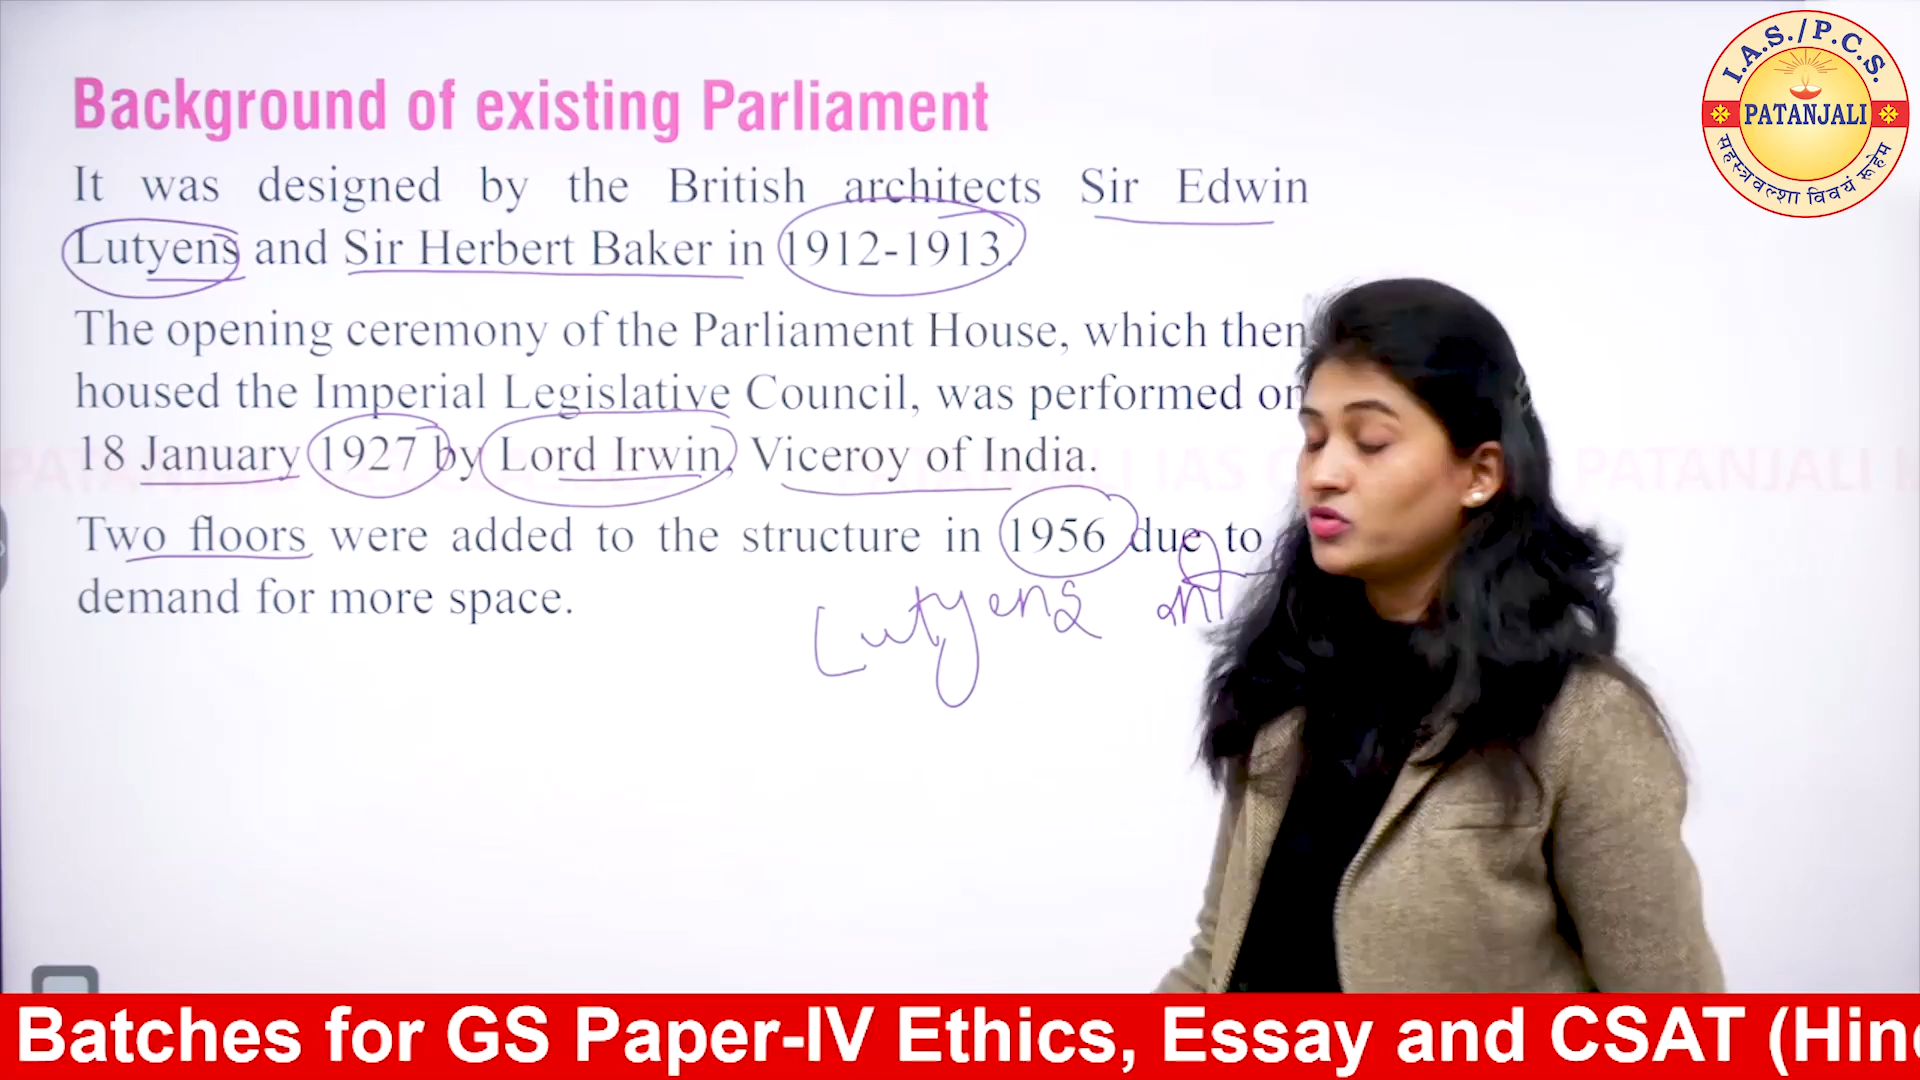 Background of existing Parliament
It was designed by the British architects Sir Edwin
Lutyens and Sir Herbert Baker in 1912-1913.
The opening ceremony of the Parliament House, which then
housed the Imperial Legislative Council, was performed on
18 January 1927 by Lord Irwin, Viceroy of India.
Two floors were added to the structure in 1956 due to
demand for more space.
Lutyens
I.A.S./P.C.S.
PATANJALI
Batches for GS Paper-IV Ethics, Essay and CSAT (Hin